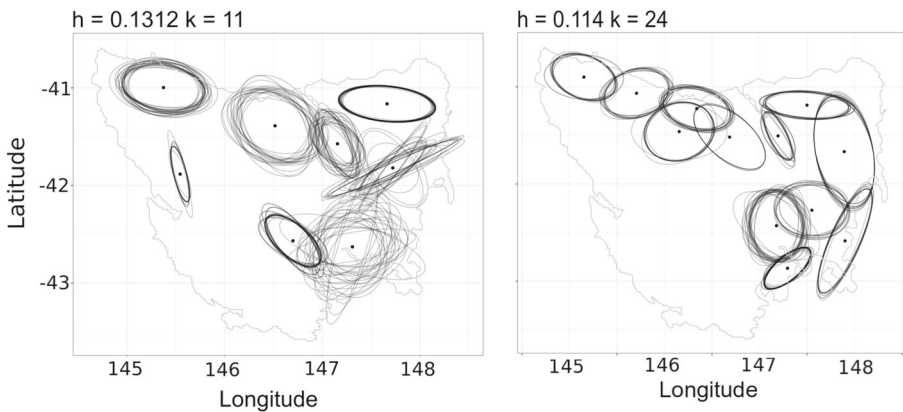 h = 0.1312 k = 11
h = 0.114 k = 24
Latitude
-41
-42
-43
145 146 147 148
145 146 147 148
Longitude
Longitude